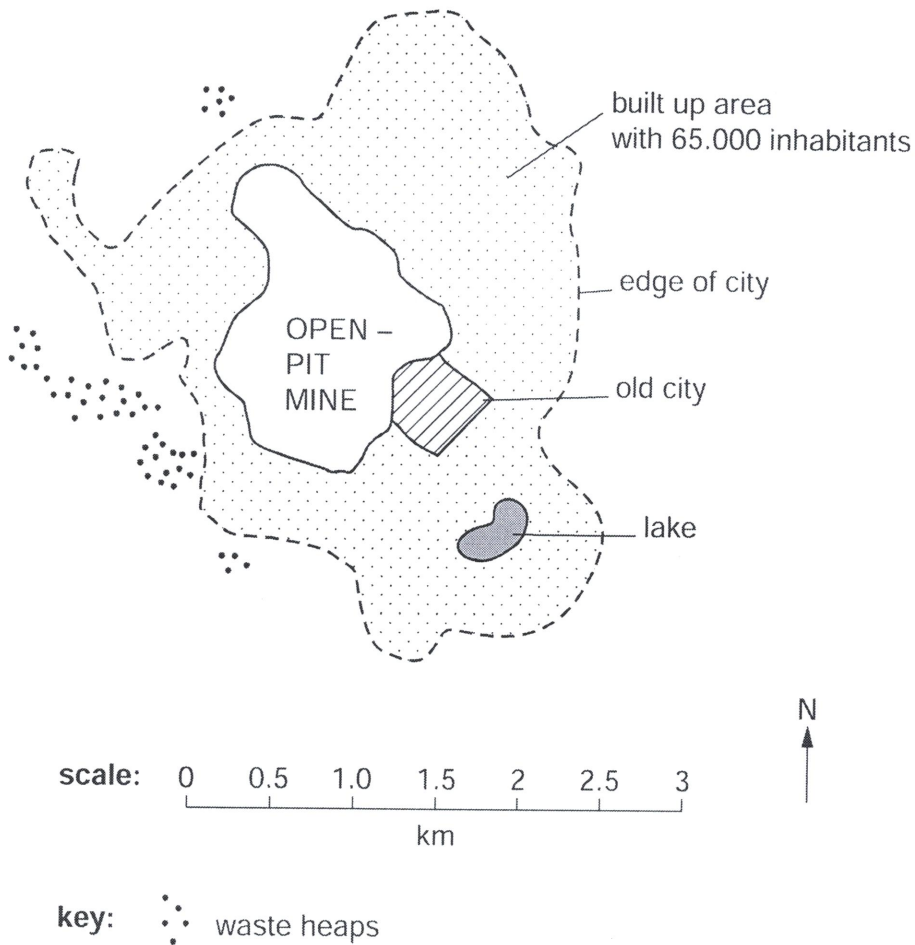 built up area
with 65.000 inhabitants
edge of city
OPEN –
PIT
MINE
old city
lake
N
scale: 0 0.5 1.0 1.5 2 2.5 3
km
key: waste heaps